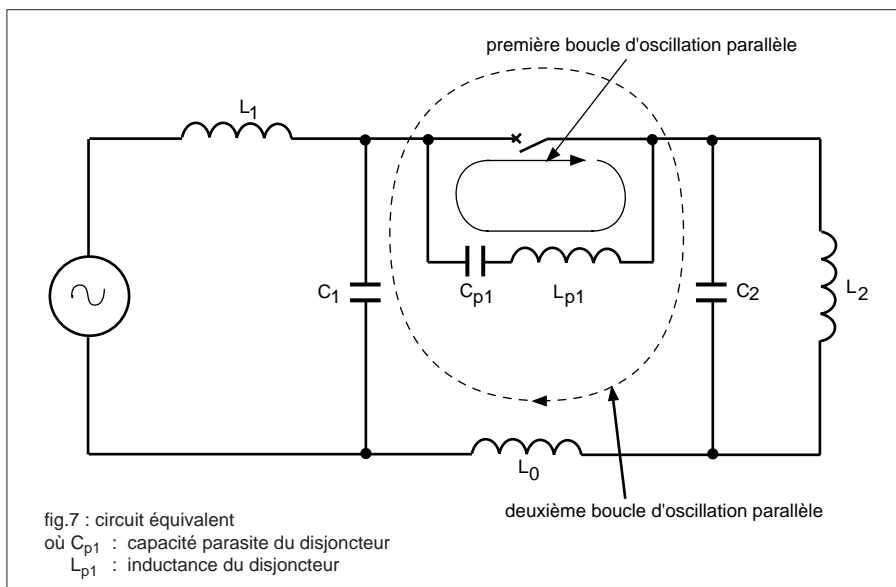 première boucle d'oscillation parallèle
L1
C1
Cp1
Lp1
C2
L2
L0
deuxième boucle d'oscillation parallèle
fig.7 : circuit équivalent
où Cp1 : capacité parasite du disjoncteur
Lp1 : inductance du disjoncteur